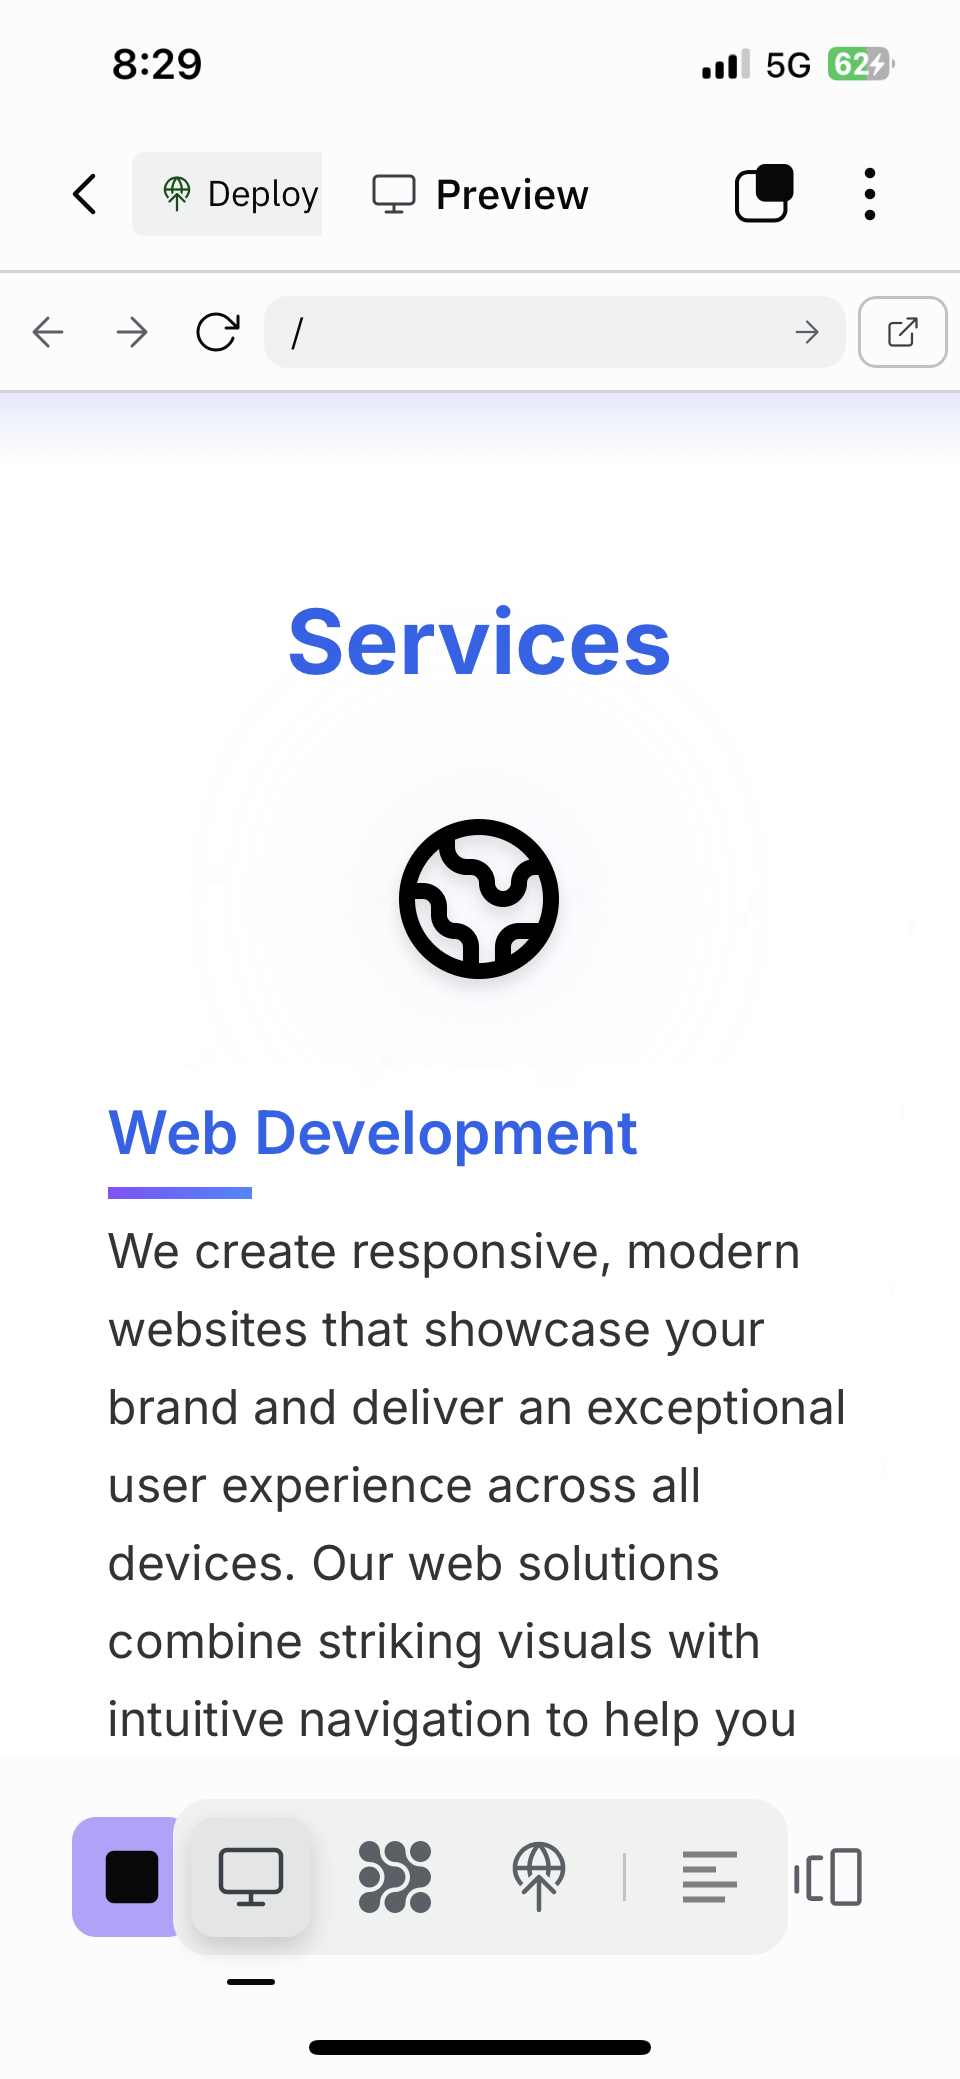 8:29
5G
62
Deploy
Preview
/
Services
Web Development
We create responsive, modern
websites that showcase your
brand and deliver an exceptional
user experience across all
devices. Our web solutions
combine striking visuals with
intuitive navigation to help you